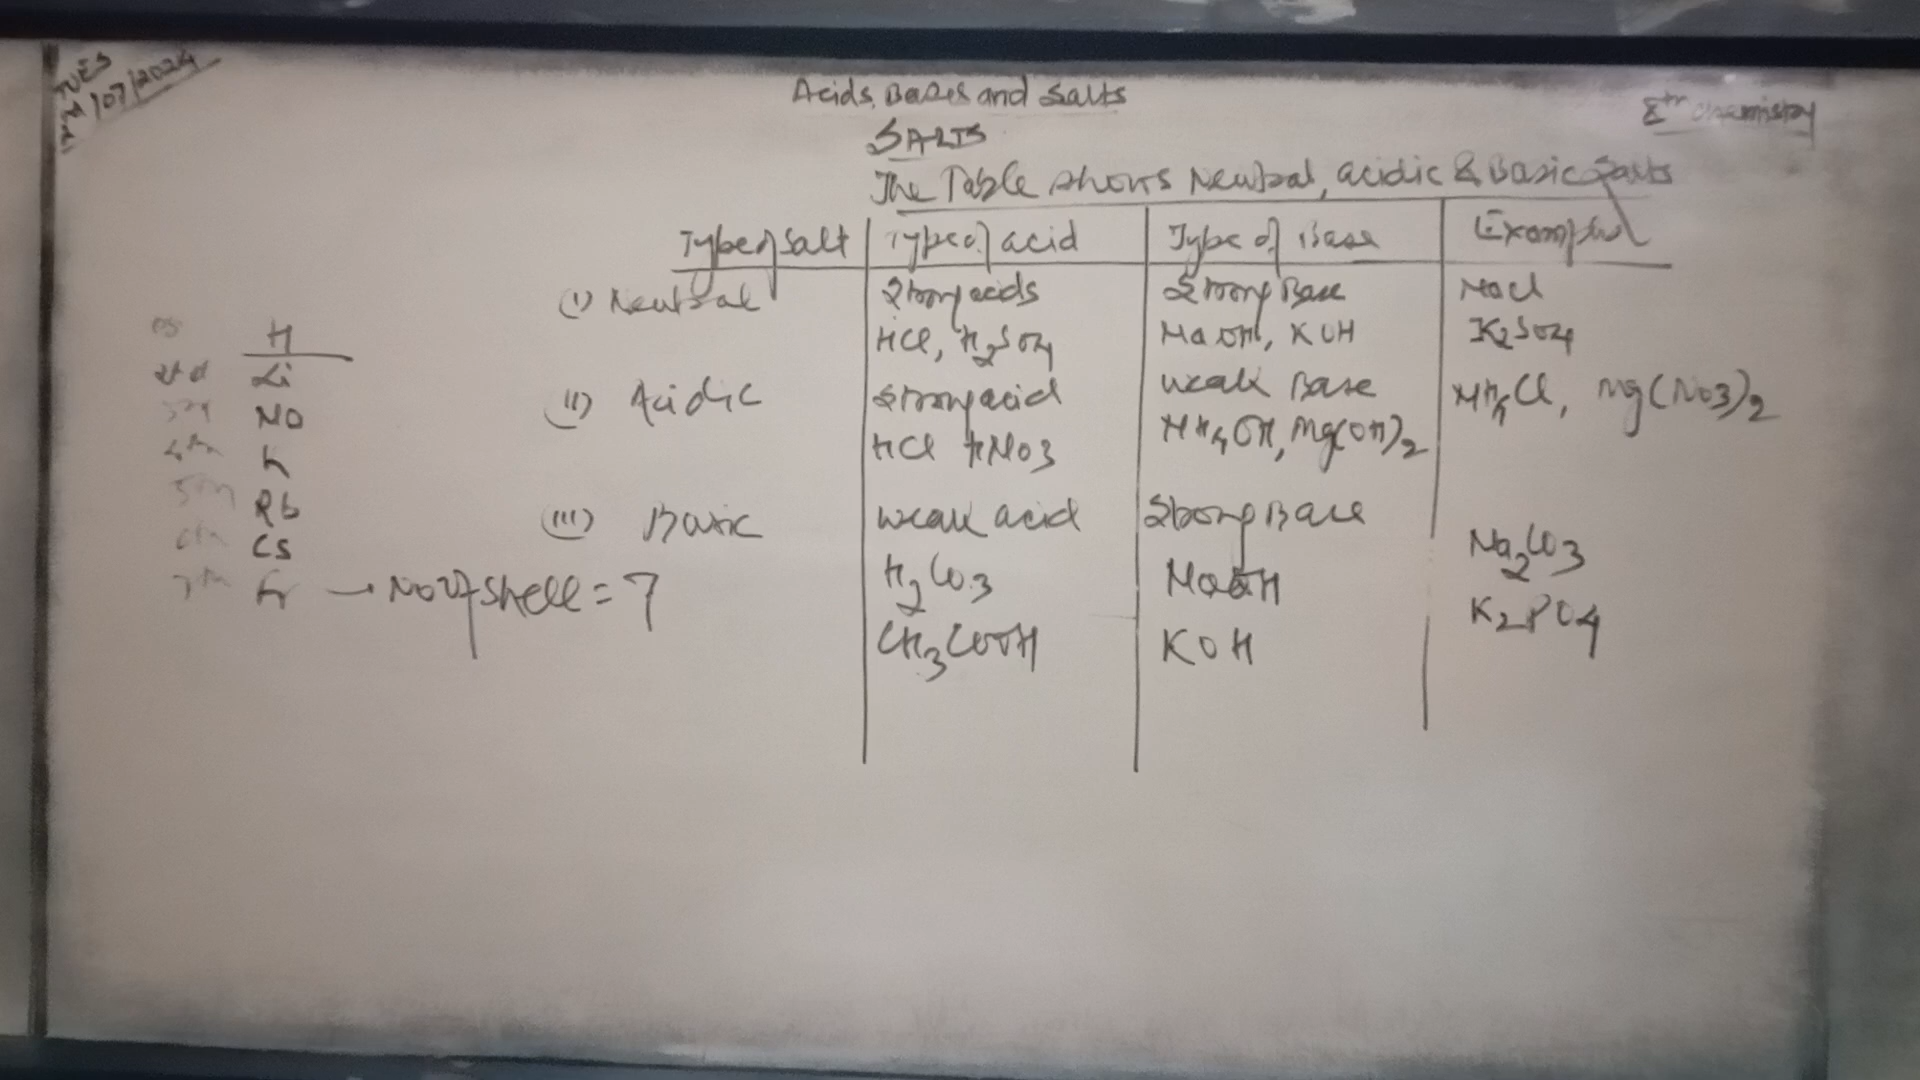 TUES
/07/2024
8th Chemistry
Acids, Bases and Salts
SALTS
The Table shows Neutral, acidic & Basic Salts
Type of Salt Type of acid Type of Base Example
(i) Neutral Strong acids Strong Base NaCl
HCl, H2SO4 NaOH, KOH K2SO4
(ii) Acidic Strong acid Weak Base NH4Cl, Mg(NO3)2
HCl HNO3 NH4OH, Mg(OH)2
(iii) Basic Weak acid Strong Base
H2CO3 NaOH Na2CO3
CH3COOH KOH K2PO4
H
Li
Na
4th K
5th Rb
6th Cs
7th Fr → No of shell = 7